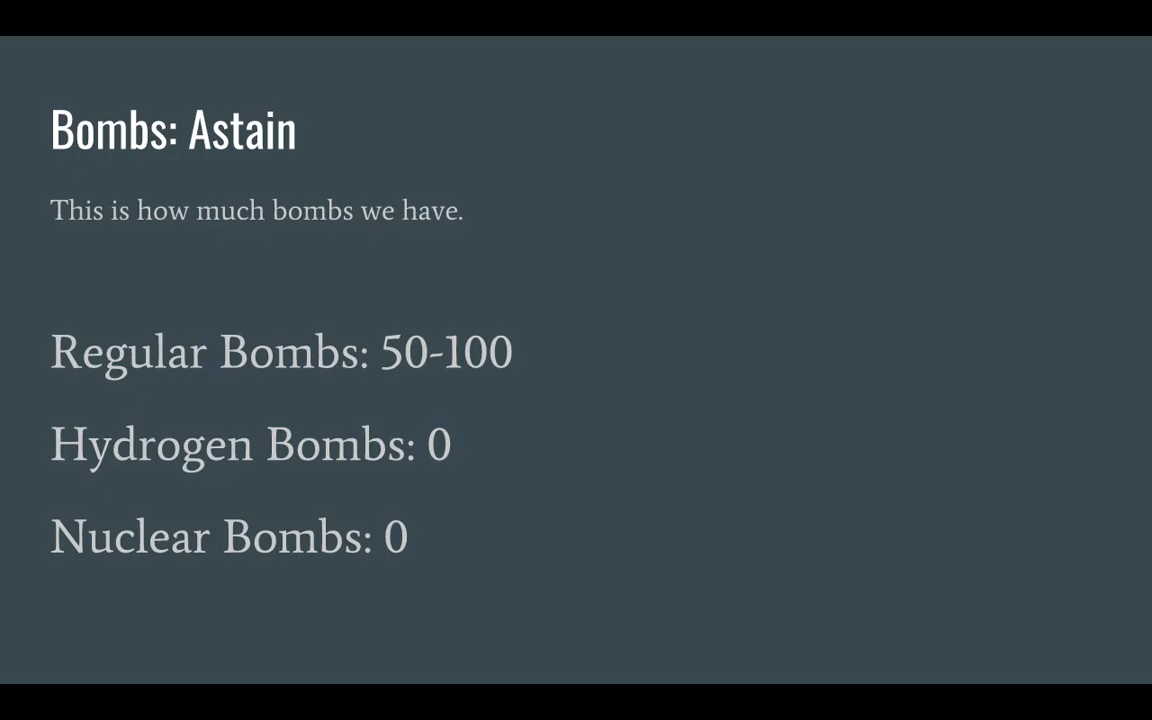 Bombs: Astain
This is how much bombs we have.
Regular Bombs: 50-100
Hydrogen Bombs: 0
Nuclear Bombs: 0